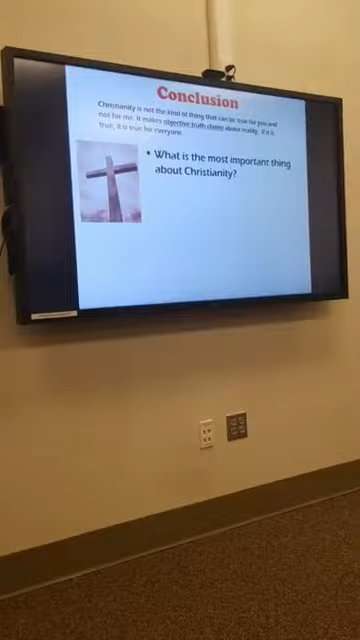 Conclusion
Christianity is not the kind of thing that can be true for you and
not for me. It makes objective truth claims about reality. If it is
true, it is true for everyone.
• What is the most important thing
about Christianity?